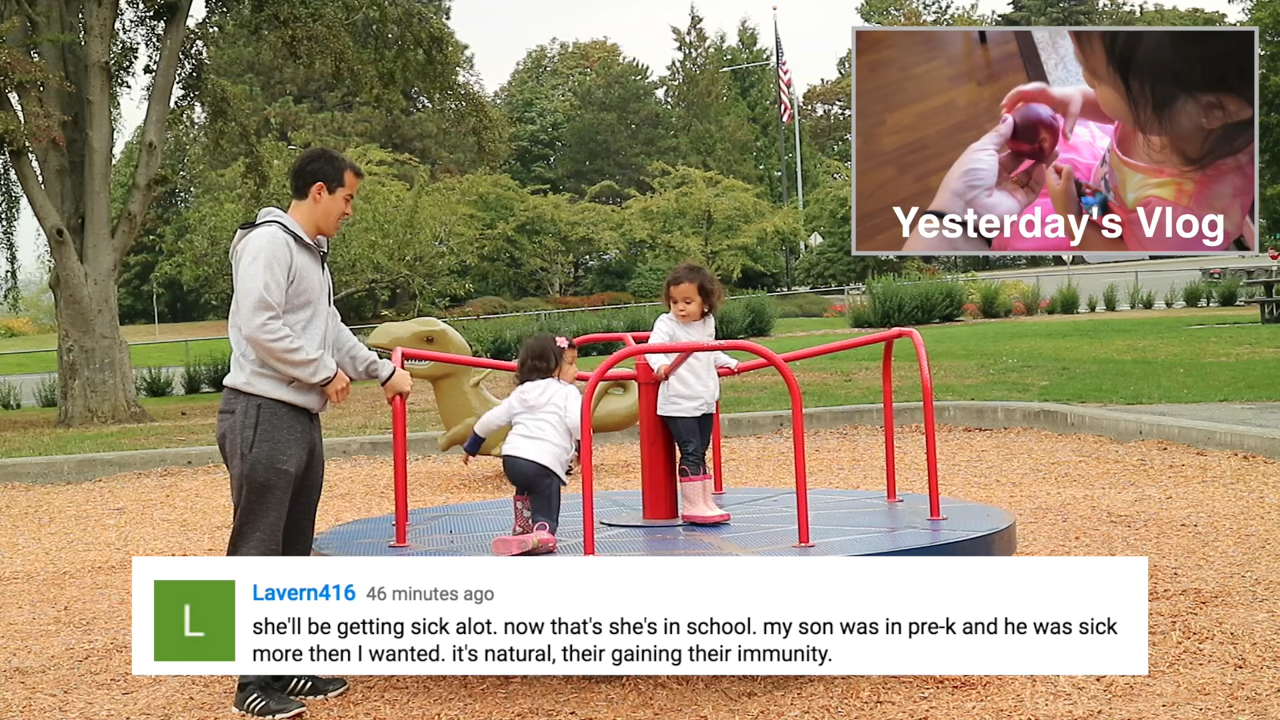 Yesterday's Vlog
L
Lavern416 46 minutes ago
she'll be getting sick alot. now that's she's in school. my son was in pre-k and he was sick
more then I wanted. it's natural, their gaining their immunity.